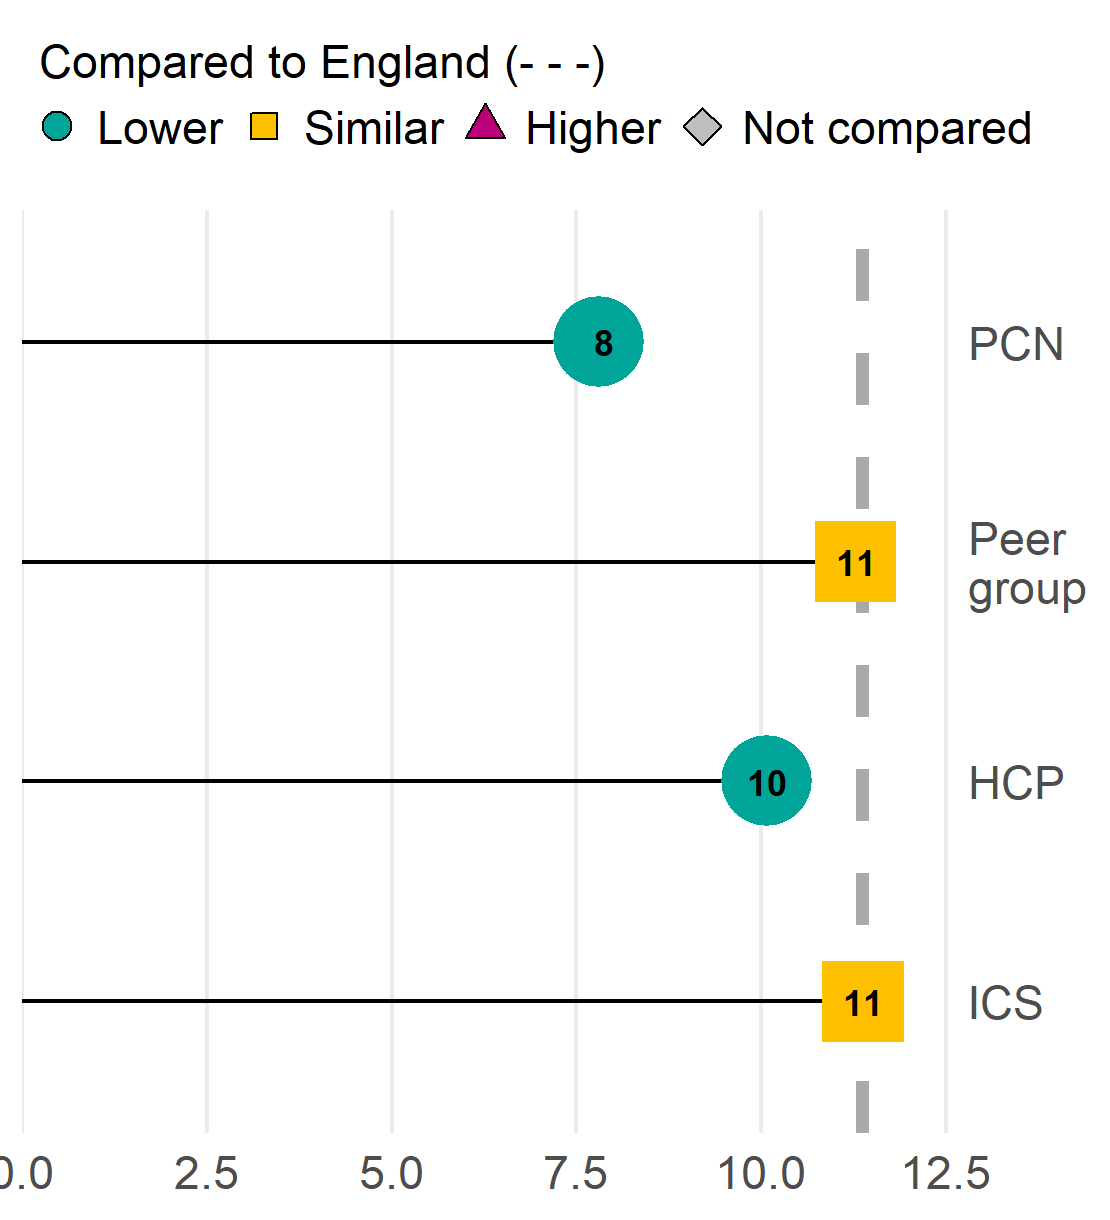 Compared to England (- - -)
Lower Similar Higher Not compared
8 PCN
11 Peer
group
10 HCP
11 ICS
0.0 2.5 5.0 7.5 10.0 12.5